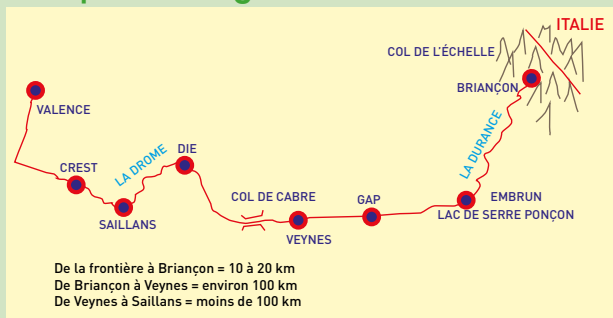 ITALIE
COL DE L'ÉCHELLE
BRIANÇON
VALENCE
LA DURANCE
DIE
LA DROME
CREST
COL DE CABRE
GAP
EMBRUN
SAILLANS
LAC DE SERRE PONÇON
VEYNES
De la frontière à Briançon = 10 à 20 km
De Briançon à Veynes = environ 100 km
De Veynes à Saillans = moins de 100 km